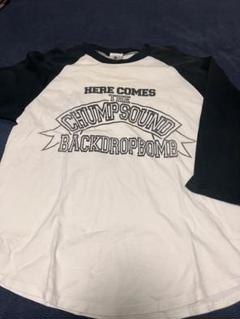 HERE COMES
THE
CHUMPSOUND
BACKDROPBOMB